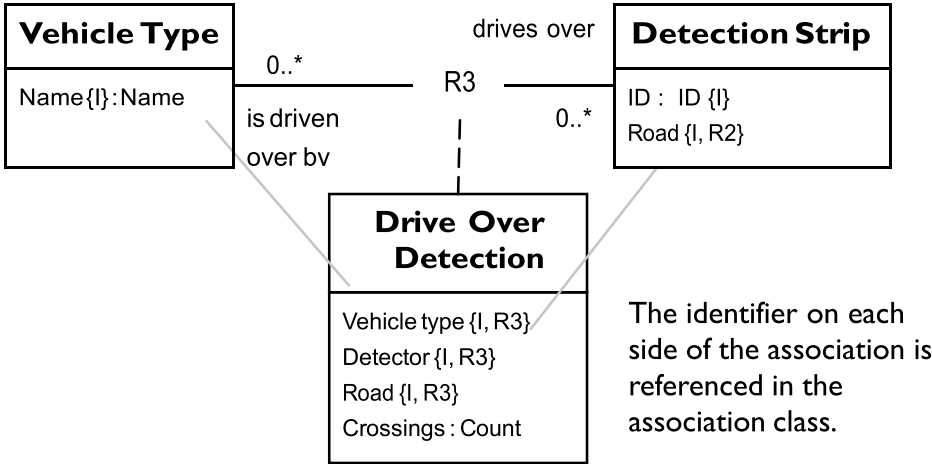 Vehicle Type
Name {I} : Name
0..*
is driven
over bv
R3
drives over
0..*
Detection Strip
ID : ID {I}
Road {I, R2}
Drive Over
Detection
Vehicle type {I, R3}
Detector {I, R3}
Road {I, R3}
Crossings : Count
The identifier on each
side of the association is
referenced in the
association class.